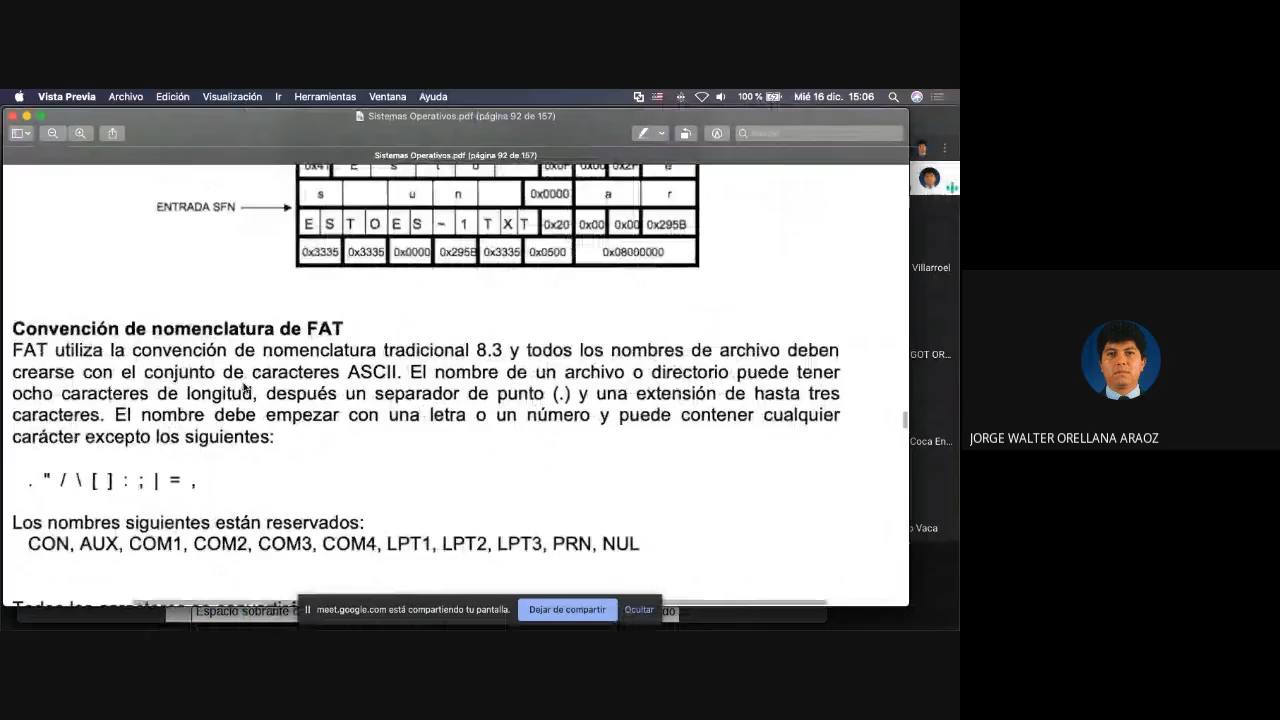 Vista Previa Archivo Edición Visualización Ir Herramientas Ventana Ayuda 100 % Mié 16 dic. 15:06
Sistemas Operativos.pdf (página 92 de 157)
Sistemas Operativos.pdf (página 92 de 157)
s u n 0x0000 a r
ENTRADA SFN
E S T O E S ~ 1 T X T 0x20 0x00 0x00 0x295B
0x3335 0x3335 0x0000 0x295B 0x3335 0x0500 0x08000000
Villarroel
Convención de nomenclatura de FAT
FAT utiliza la convención de nomenclatura tradicional 8.3 y todos los nombres de archivo deben
GOT OR...
crearse con el conjunto de caracteres ASCII. El nombre de un archivo o directorio puede tener
ocho caracteres de longitud, después un separador de punto (.) y una extensión de hasta tres
caracteres. El nombre debe empezar con una letra o un número y puede contener cualquier
carácter excepto los siguientes:
Coca En...
JORGE WALTER ORELLANA ARAOZ
. " / \ [ ] : ; | = ,
Los nombres siguientes están reservados:
o Vaca
CON, AUX, COM1, COM2, COM3, COM4, LPT1, LPT2, LPT3, PRN, NUL
Espacio sobrante
meet.google.com está compartiendo tu pantalla. Dejar de compartir Ocultar